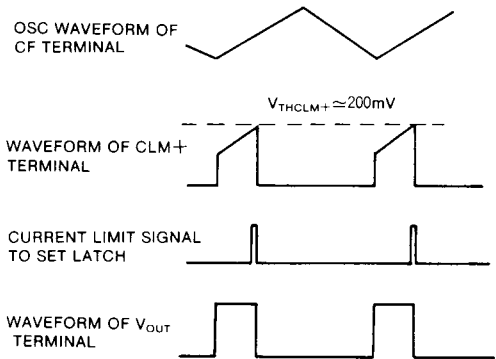 OSC WAVEFORM OF
CF TERMINAL
VTHCLM+≃200mV
WAVEFORM OF CLM+
TERMINAL
CURRENT LIMIT SIGNAL
TO SET LATCH
WAVEFORM OF VOUT
TERMINAL